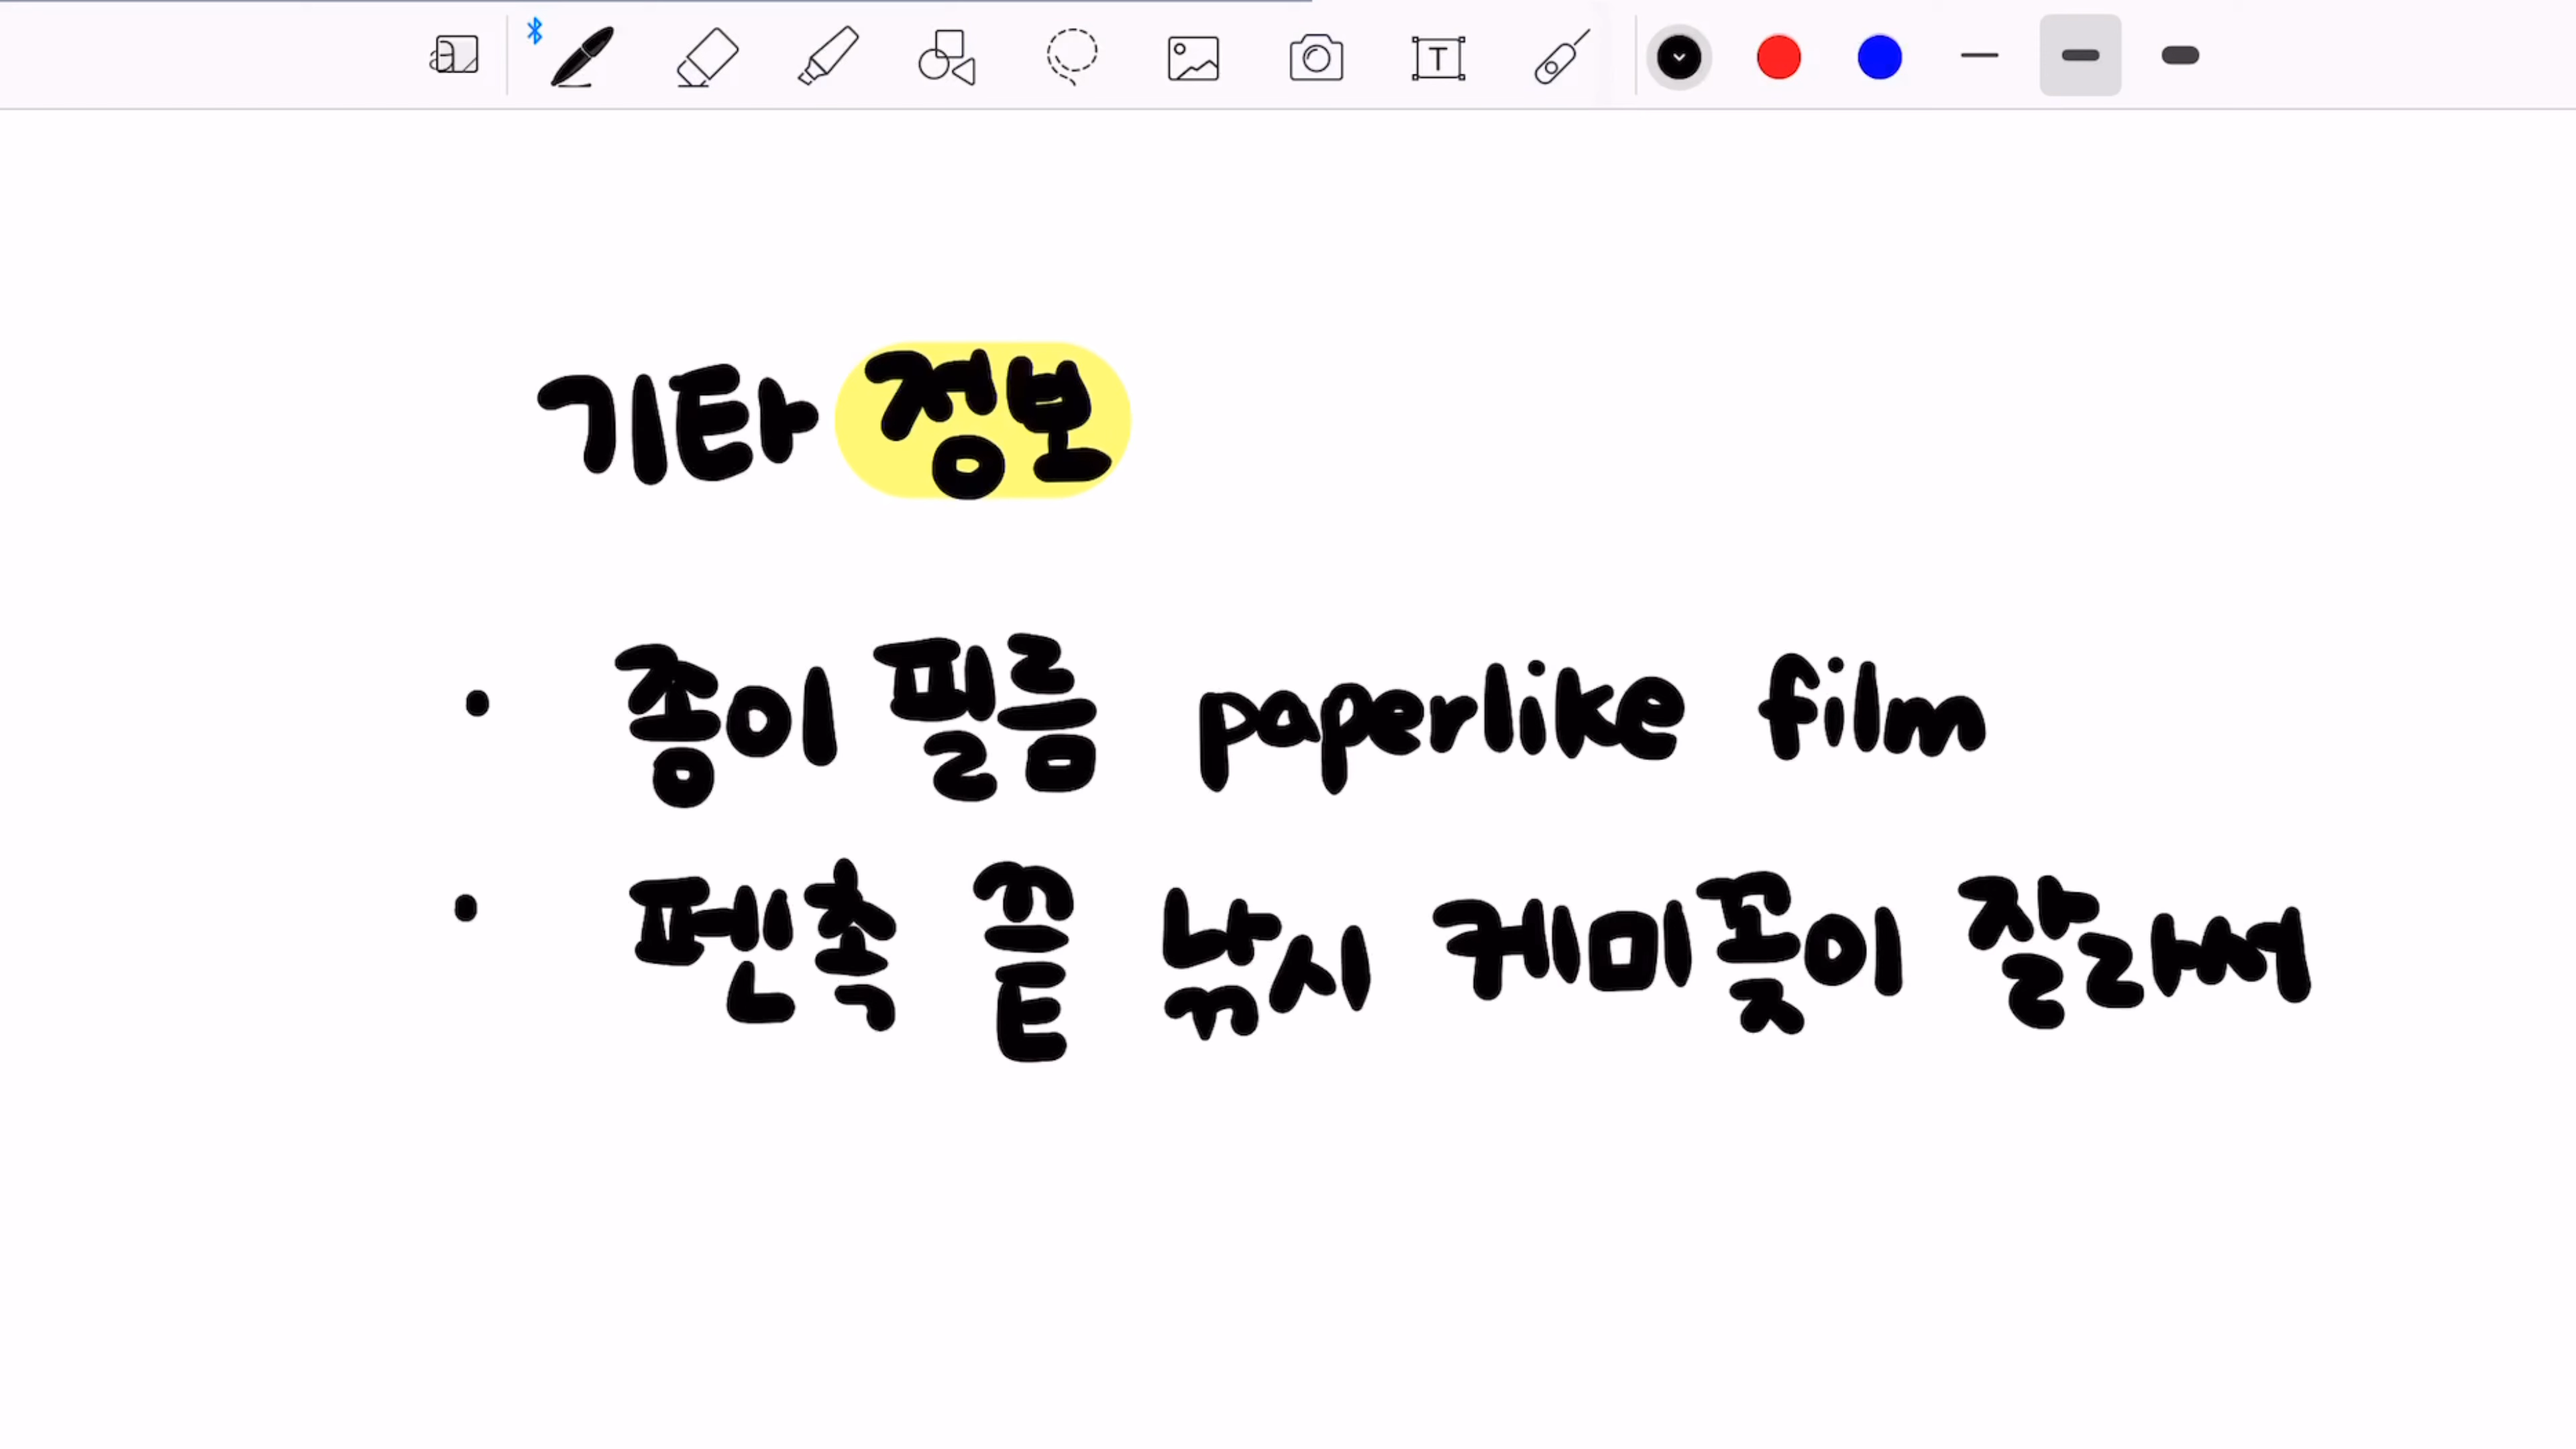 기타 정보
· 종이 필름 paperlike film
· 펜촉 끝 낚시 케미꽂이 잘라써